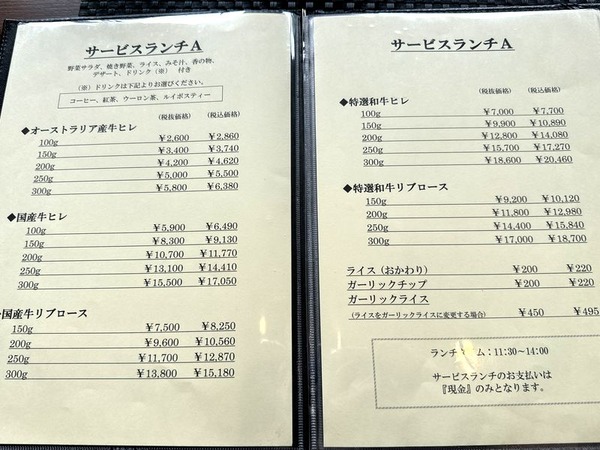 サービスランチA
野菜サラダ、焼き野菜、ライス、みそ汁、香の物、
デザート、ドリンク（※） 付き
（※）ドリンクは下記よりお選びください。
コーヒー、紅茶、ウーロン茶、ルイボスティー
(税抜価格) (税込価格)
◆オーストラリア産牛ヒレ
100g ¥2,600 ¥2,860
150g ¥3,400 ¥3,740
200g ¥4,200 ¥4,620
250g ¥5,000 ¥5,500
300g ¥5,800 ¥6,380
◆国産牛ヒレ
100g ¥5,900 ¥6,490
150g ¥8,300 ¥9,130
200g ¥10,700 ¥11,770
250g ¥13,100 ¥14,410
300g ¥15,500 ¥17,050
◆国産牛リブロース
150g ¥7,500 ¥8,250
200g ¥9,600 ¥10,560
250g ¥11,700 ¥12,870
300g ¥13,800 ¥15,180
サービスランチA
(税抜価格) (税込価格)
◆特選和牛ヒレ
100g ¥7,000 ¥7,700
150g ¥9,900 ¥10,890
200g ¥12,800 ¥14,080
250g ¥15,700 ¥17,270
300g ¥18,600 ¥20,460
◆特選和牛リブロース
150g ¥9,200 ¥10,120
200g ¥11,800 ¥12,980
250g ¥14,400 ¥15,840
300g ¥17,000 ¥18,700
ライス（おかわり） ¥200 ¥220
ガーリックチップ ¥200 ¥220
ガーリックライス
(ライスをガーリックライスに変更する場合) ¥450 ¥495
ランチ ム：11:30～14:00
サービスランチのお支払いは
『現金』のみとなります。